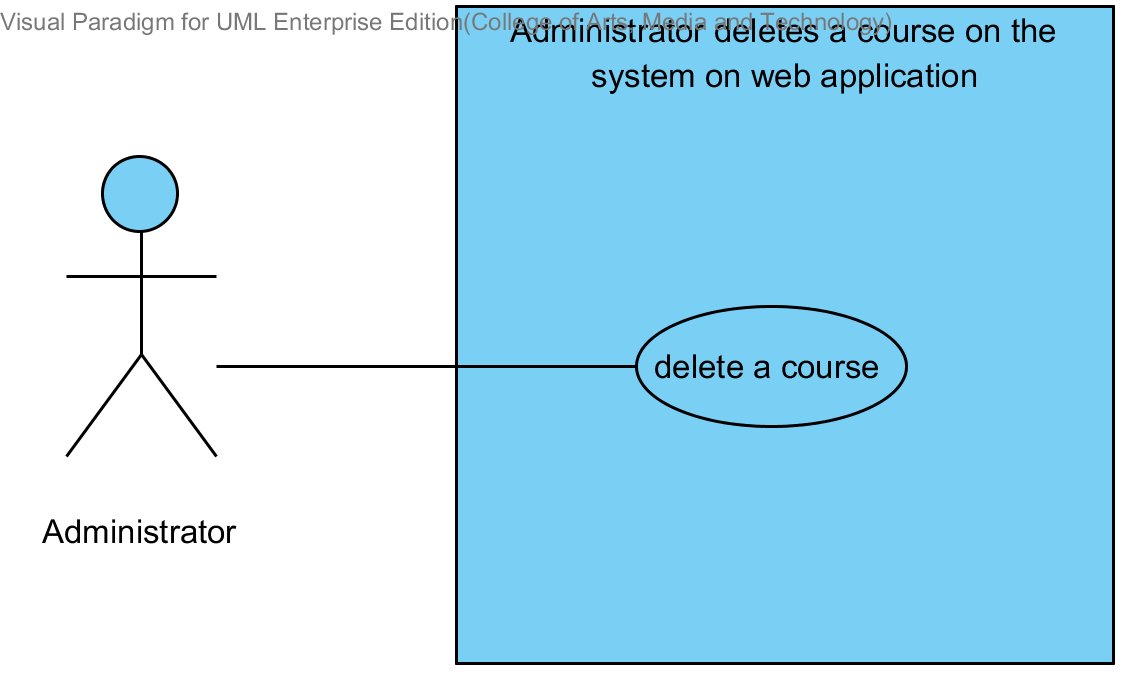 Visual Paradigm for UML Enterprise Edition(College of Arts, Media and Technology)
Administrator deletes a course on the
system on web application
delete a course
Administrator